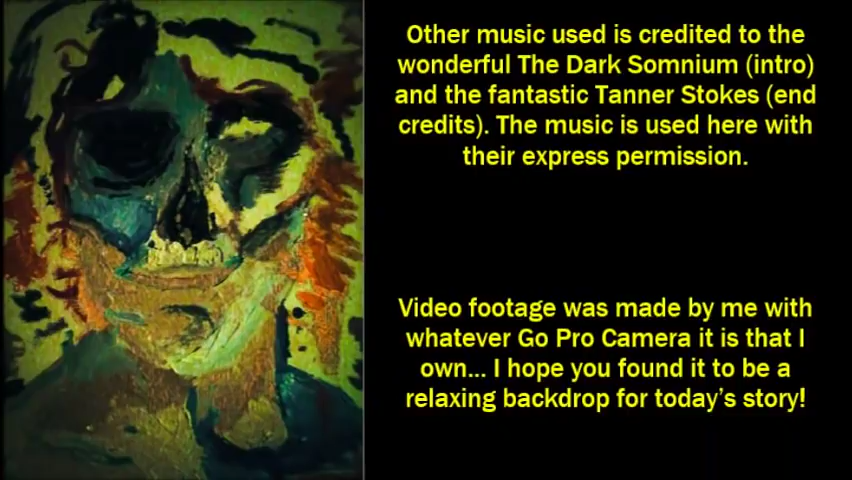 Other music used is credited to the
wonderful The Dark Somnium (intro)
and the fantastic Tanner Stokes (end
credits). The music is used here with
their express permission.
Video footage was made by me with
whatever Go Pro Camera it is that I
own... I hope you found it to be a
relaxing backdrop for today's story!